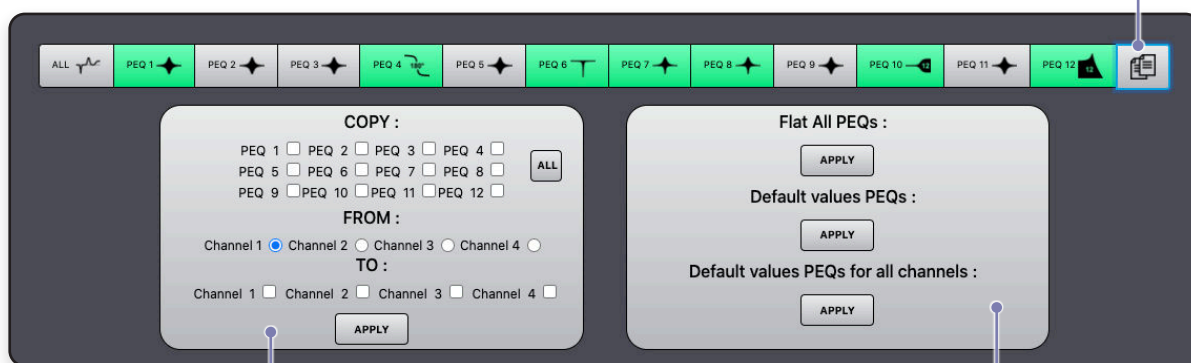 ALL PEQ 1 PEQ 2 PEQ 3 PEQ 4 180° PEQ 5 PEQ 6 PEQ 7 PEQ 8 PEQ 9 PEQ 10 12 PEQ 11 PEQ 12 12
COPY :
PEQ 1 PEQ 2 PEQ 3 PEQ 4
PEQ 5 PEQ 6 PEQ 7 PEQ 8
ALL
PEQ 9 PEQ 10 PEQ 11 PEQ 12
FROM :
Channel 1 Channel 2 Channel 3 Channel 4
TO :
Channel 1 Channel 2 Channel 3 Channel 4
APPLY
Flat All PEQs :
APPLY
Default values PEQs :
APPLY
Default values PEQs for all channels :
APPLY